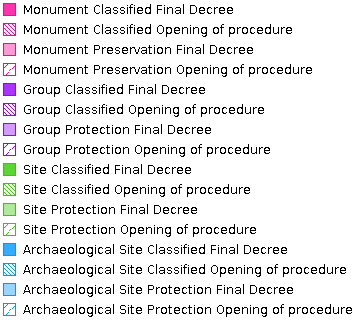 Monument Classified Final Decree
Monument Classified Opening of procedure
Monument Preservation Final Decree
Monument Preservation Opening of procedure
Group Classified Final Decree
Group Classified Opening of procedure
Group Protection Final Decree
Group Protection Opening of procedure
Site Classified Final Decree
Site Classified Opening of procedure
Site Protection Final Decree
Site Protection Opening of procedure
Archaeological Site Classified Final Decree
Archaeological Site Classified Opening of procedure
Archaeological Site Protection Final Decree
Archaeological Site Protection Opening of procedure